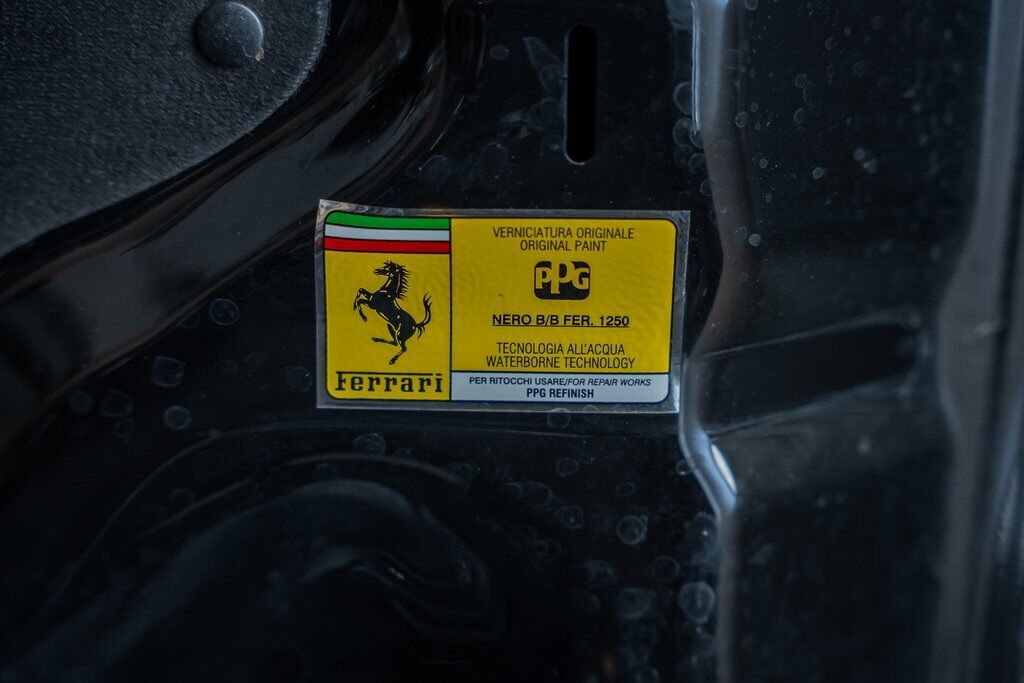 VERNICIATURA ORIGINALE
ORIGINAL PAINT
PPG
NERO B/B FER. 1250
TECNOLOGIA ALL'ACQUA
WATERBORNE TECHNOLOGY
Ferrari
PER RITOCCHI USARE/FOR REPAIR WORKS
PPG REFINISH